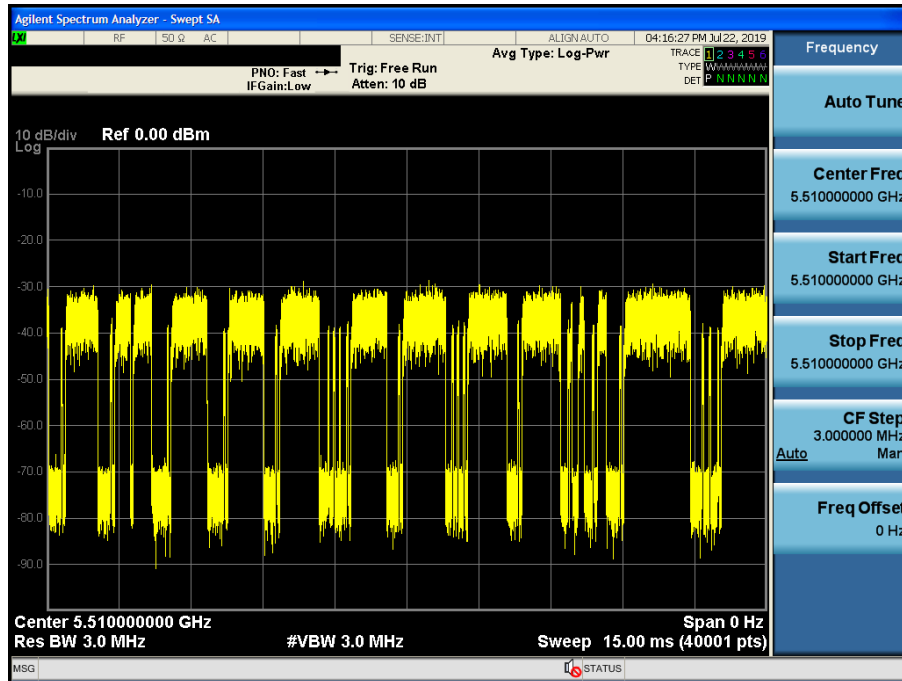 Agilent Spectrum Analyzer - Swept SA
LXI RF 50 Ω AC SENSE:INT ALIGN AUTO 04:16:27 PM Jul 22, 2019
Frequency
Avg Type: Log-Pwr
TRACE 1 2 3 4 5 6
PNO: Fast Trig: Free Run
TYPE WWWWWWW
IFGain:Low Atten: 10 dB
DET P N N N N N
Auto Tune
10 dB/div Ref 0.00 dBm
Log
Center Freq
5.510000000 GHz
-10.0
-20.0
Start Freq
5.510000000 GHz
-30.0
-40.0
Stop Freq
5.510000000 GHz
-50.0
-60.0
CF Step
3.000000 MHz
Auto Man
-70.0
-80.0
Freq Offset
0 Hz
-90.0
Center 5.510000000 GHz Span 0 Hz
Res BW 3.0 MHz #VBW 3.0 MHz Sweep 15.00 ms (40001 pts)
MSG STATUS